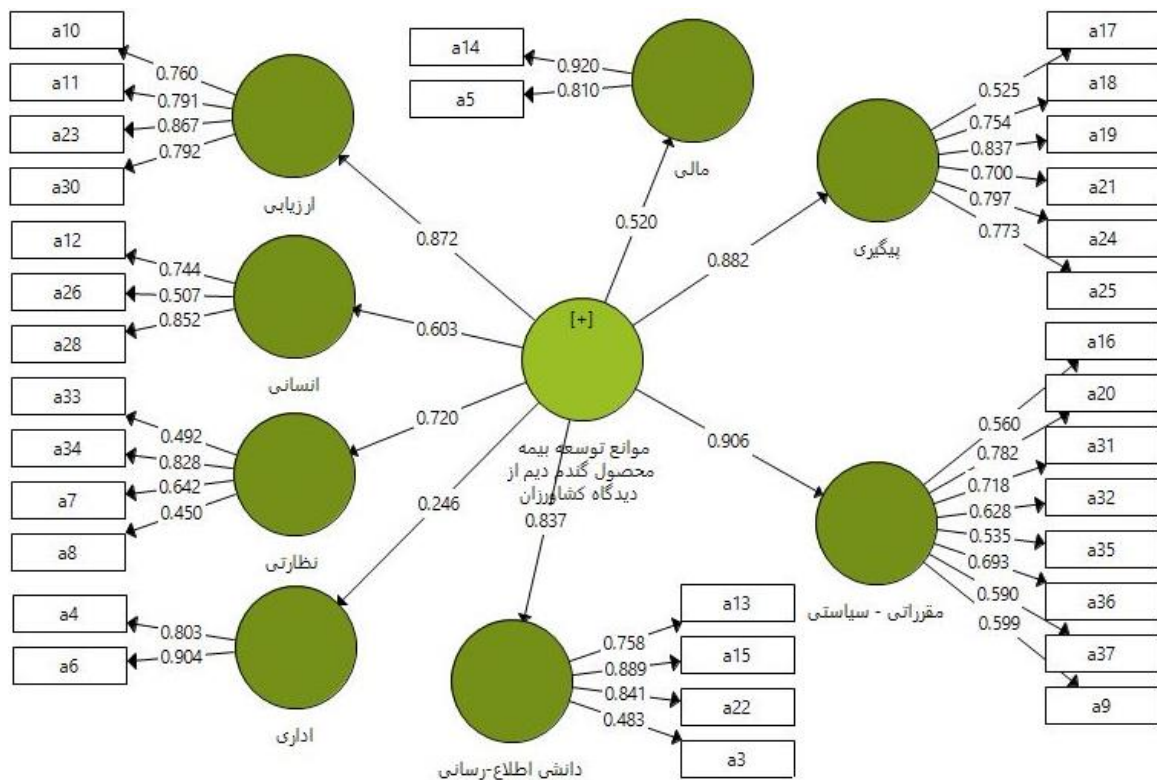 a10
a11
a23
a30
0.760
0.791
0.867
0.792
ارزیابی
a12
a26
a28
0.744
0.507
0.852
انسانی
a33
a34
a7
a8
0.492
0.828
0.642
0.450
نظارتی
a4
a6
0.803
0.904
اداری
a14
a5
0.920
0.810
مالی
0.872
0.603
0.720
0.246
0.520
0.882
0.906
0.837
[+]
موانع توسعه بیمه
محصول گندم دیم از
دیدگاه کشاورزان
a17
a18
a19
a21
a24
a25
0.525
0.754
0.837
0.700
0.797
0.773
پیگیری
a16
a20
a31
a32
a35
a36
a37
a9
0.560
0.782
0.718
0.628
0.535
0.693
0.590
0.599
مقرراتی - سیاستی
a13
a15
a22
a3
0.758
0.889
0.841
0.483
دانشی اطلاع-رسانی